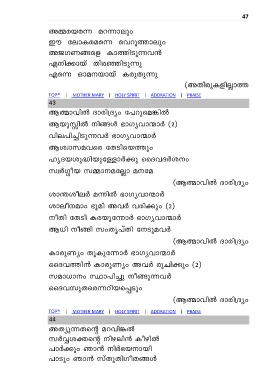 47
അമ്മയെന്നെ മറന്നാലും
ഈ ലോകമെന്നെ വെറുത്താലും
അജഗണങ്ങളെ കാത്തിടുന്നവൻ
എനിക്കായ് തിരഞ്ഞിടുന്നു
എന്നെ ഓമനയായ് കരുതുന്നു
(അതിരുകളില്ലാത്ത
TOP^ | MOTHER MARY | HOLY SPIRIT | ADORATION | PRAISE
43
ആത്മാവിൽ ദാരിദ്ര്യം പേറുമെങ്കിൽ
ആയുസ്സിൽ നിങ്ങൾ ഭാഗ്യവാന്മാർ (2)
വിലപിച്ചിടുന്നവർ ഭാഗ്യവാന്മാർ
ആശ്വാസമവരെ തേടിയെത്തും
ഹൃദയശുദ്ധിയുള്ളോർക്കു ദൈവദർശനം
സ്വർഗ്ഗീയ സമ്മാനമല്ലോ മനമേ
(ആത്മാവിൽ ദാരിദ്ര്യം
ശാന്തശീലർ മന്നിൽ ഭാഗ്യവാന്മാർ
ശാലീനമാം ഭൂമി അവർ വരിക്കും (2)
നീതി തേടി കരയുന്നോർ ഭാഗ്യവാന്മാർ
ആധി നീങ്ങി സംതൃപ്തി നേടുമവർ
(ആത്മാവിൽ ദാരിദ്ര്യം
കാരുണ്യം തൂകുന്നോർ ഭാഗ്യവാന്മാർ
ദൈവത്തിൻ കാരുണ്യം അവർ രുചിക്കും (2)
സമാധാനം സ്ഥാപിച്ചു നീങ്ങുന്നവർ
ദൈവസുതരെന്നറിയപ്പെടും
(ആത്മാവിൽ ദാരിദ്ര്യം
TOP^ | MOTHER MARY | HOLY SPIRIT | ADORATION | PRAISE
44
അത്യുന്നതന്റെ മറവിങ്കൽ
സർവ്വശക്തന്റെ നിഴലിൻ കീഴിൽ
പാർക്കും ഞാൻ നിർഭയനായി
പാടും ഞാൻ സ്തുതിഗീതങ്ങൾ